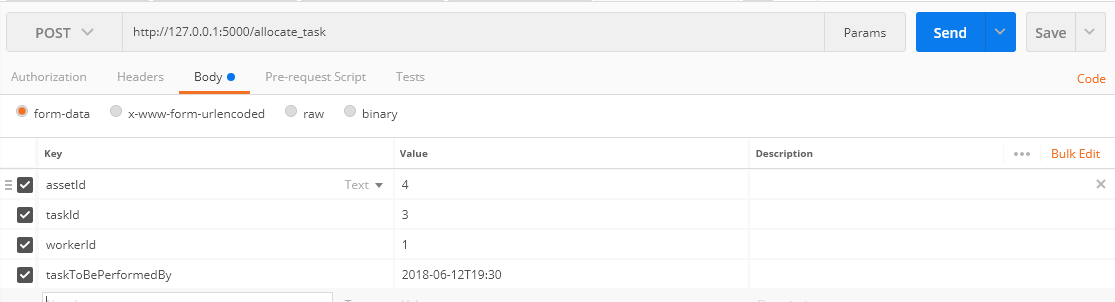 POST http://127.0.0.1:5000/allocate_task Params Send Save
Authorization Headers Body Pre-request Script Tests Code
form-data x-www-form-urlencoded raw binary
Key Value Description ••• Bulk Edit
assetId Text 4
taskId 3
workerId 1
taskToBePerformedBy 2018-06-12T19:30